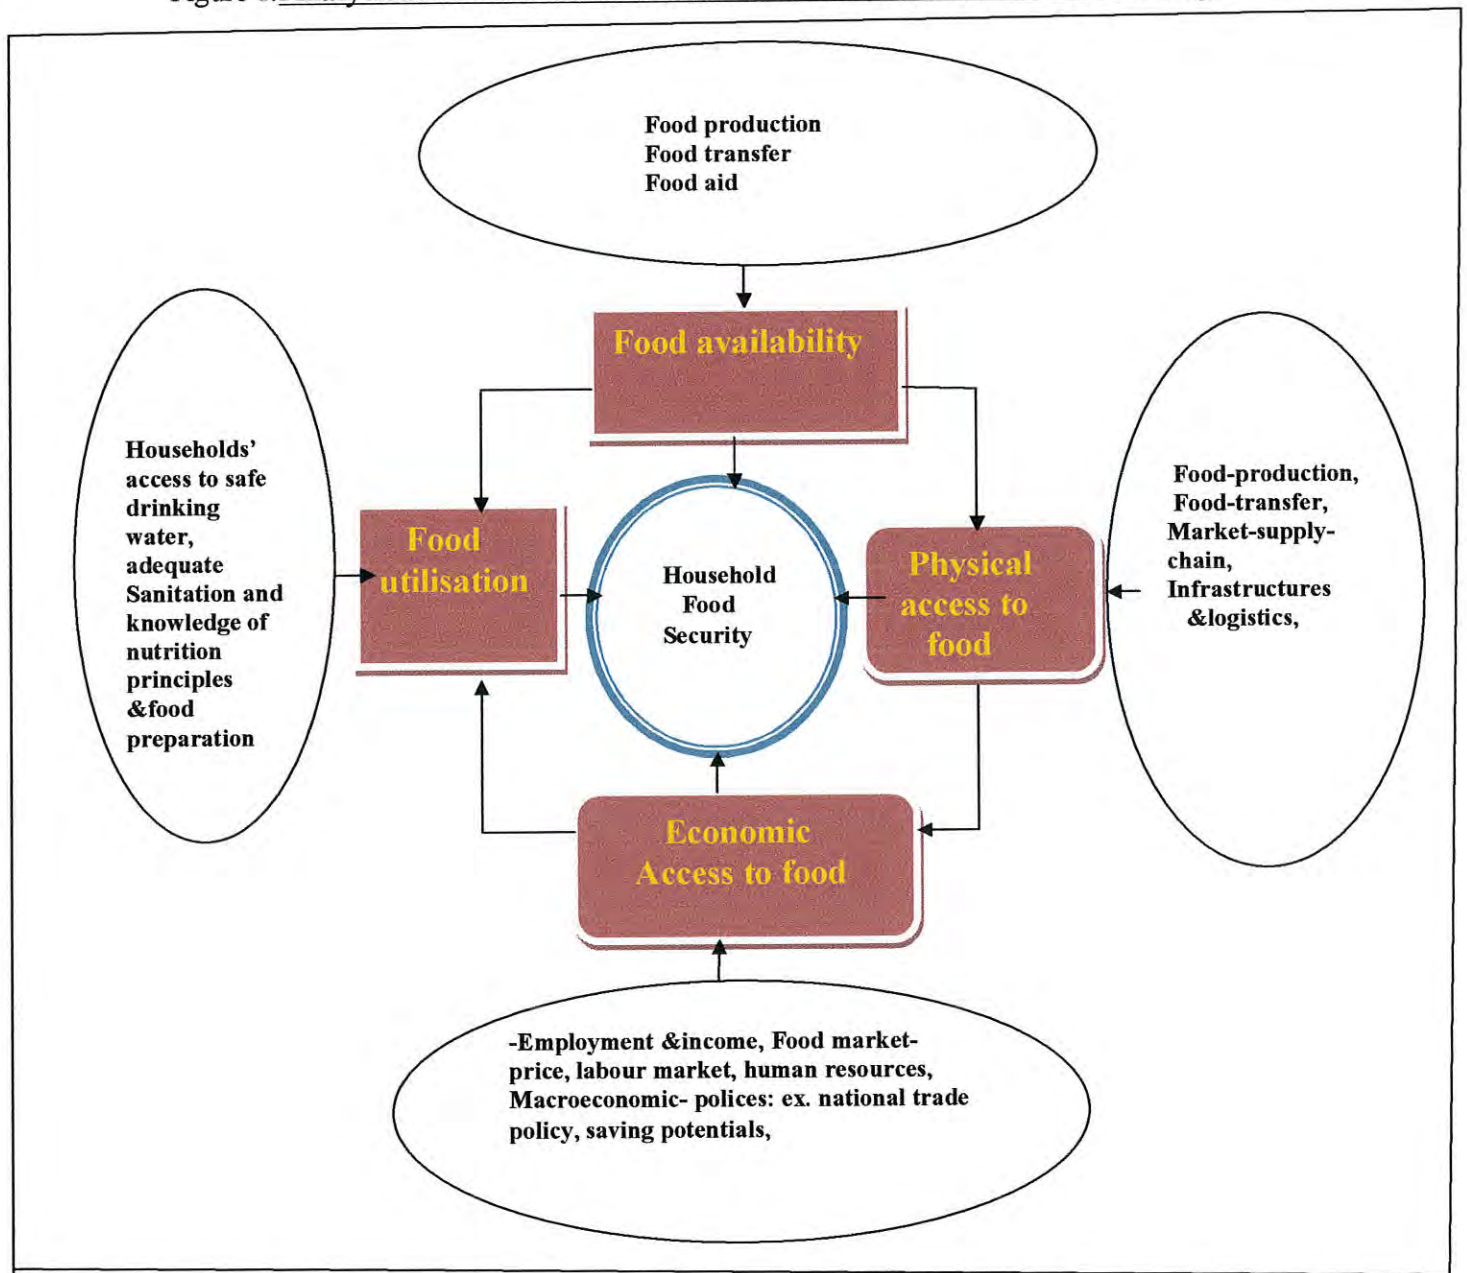 Food production
Food transfer
Food aid
Food availability
Households’
access to safe
drinking
water,
adequate
Sanitation and
knowledge of
nutrition
principles
&food
preparation
Food
utilisation
Household
Food
Security
Physical
access to
food
Food-production,
Food-transfer,
Market-supply-
chain,
Infrastructures
&logistics,
Economic
Access to food
-Employment &income, Food market-
price, labour market, human resources,
Macroeconomic- polices: ex. national trade
policy, saving potentials,